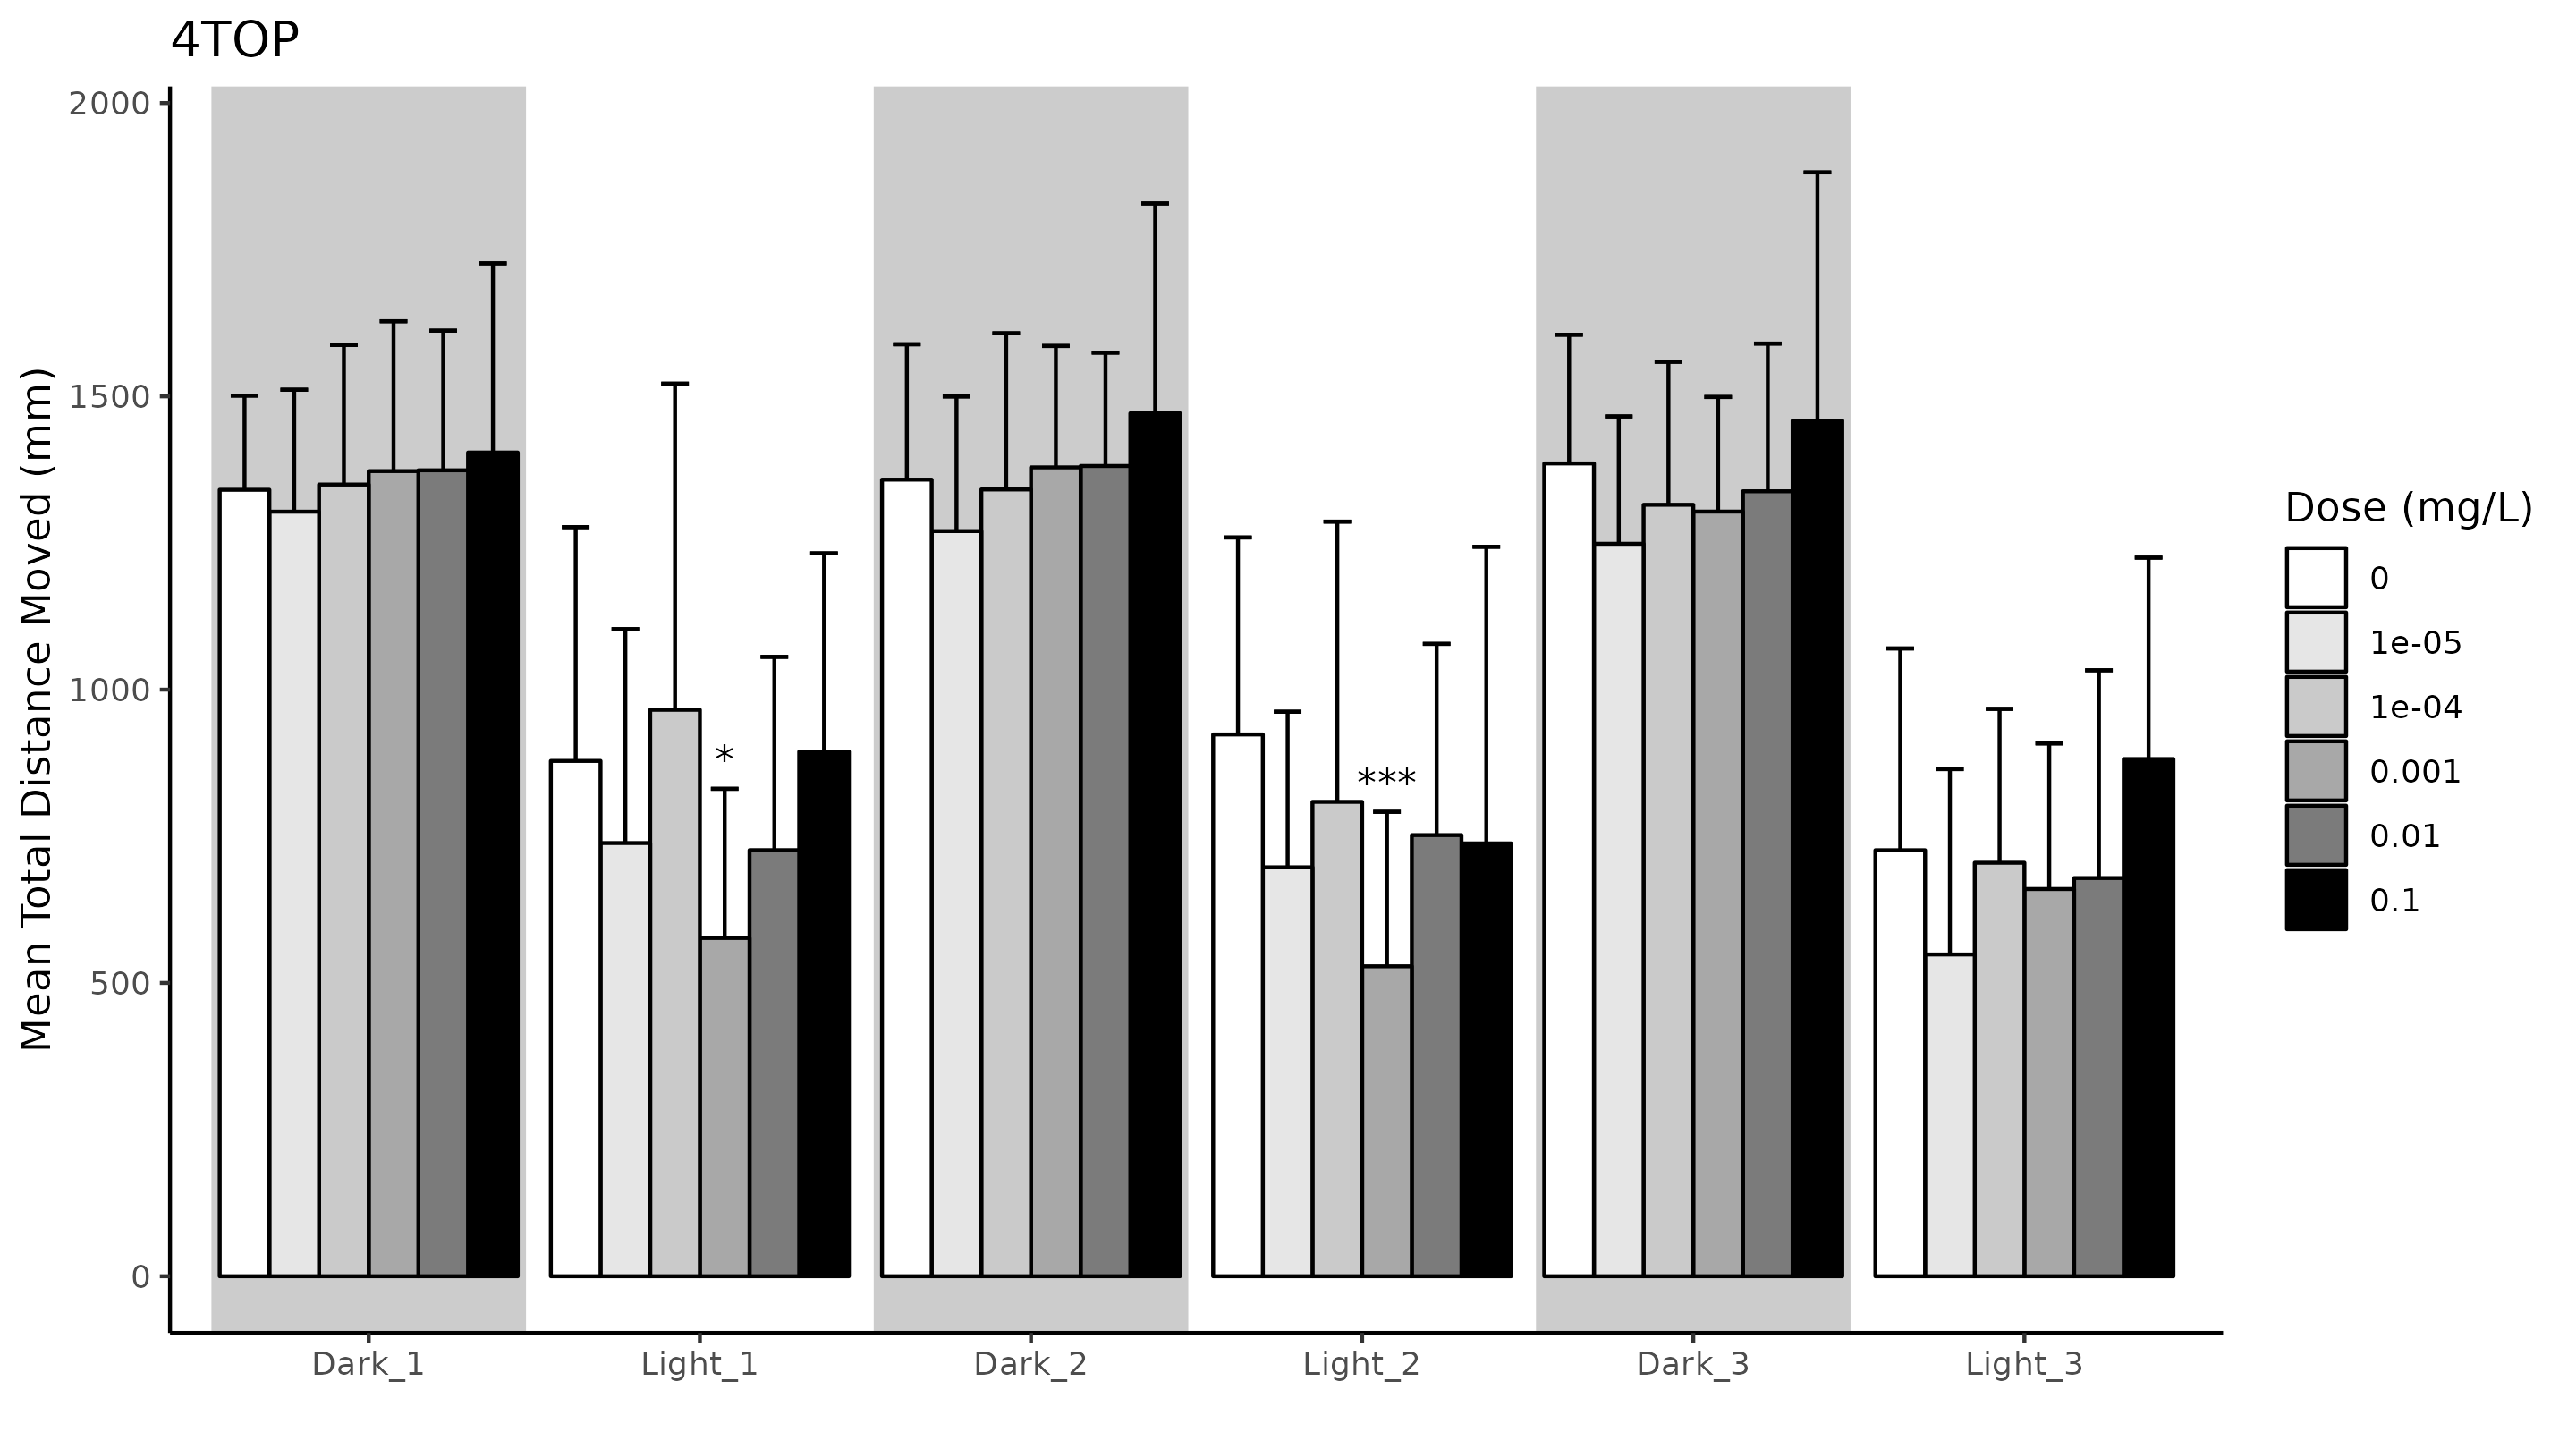 4TOP
Mean Total Distance Moved (mm)
2000
1500
1000
500
0
*
***
Dark_1
Light_1
Dark_2
Light_2
Dark_3
Light_3
Dose (mg/L)
0
1e-05
1e-04
0.001
0.01
0.1